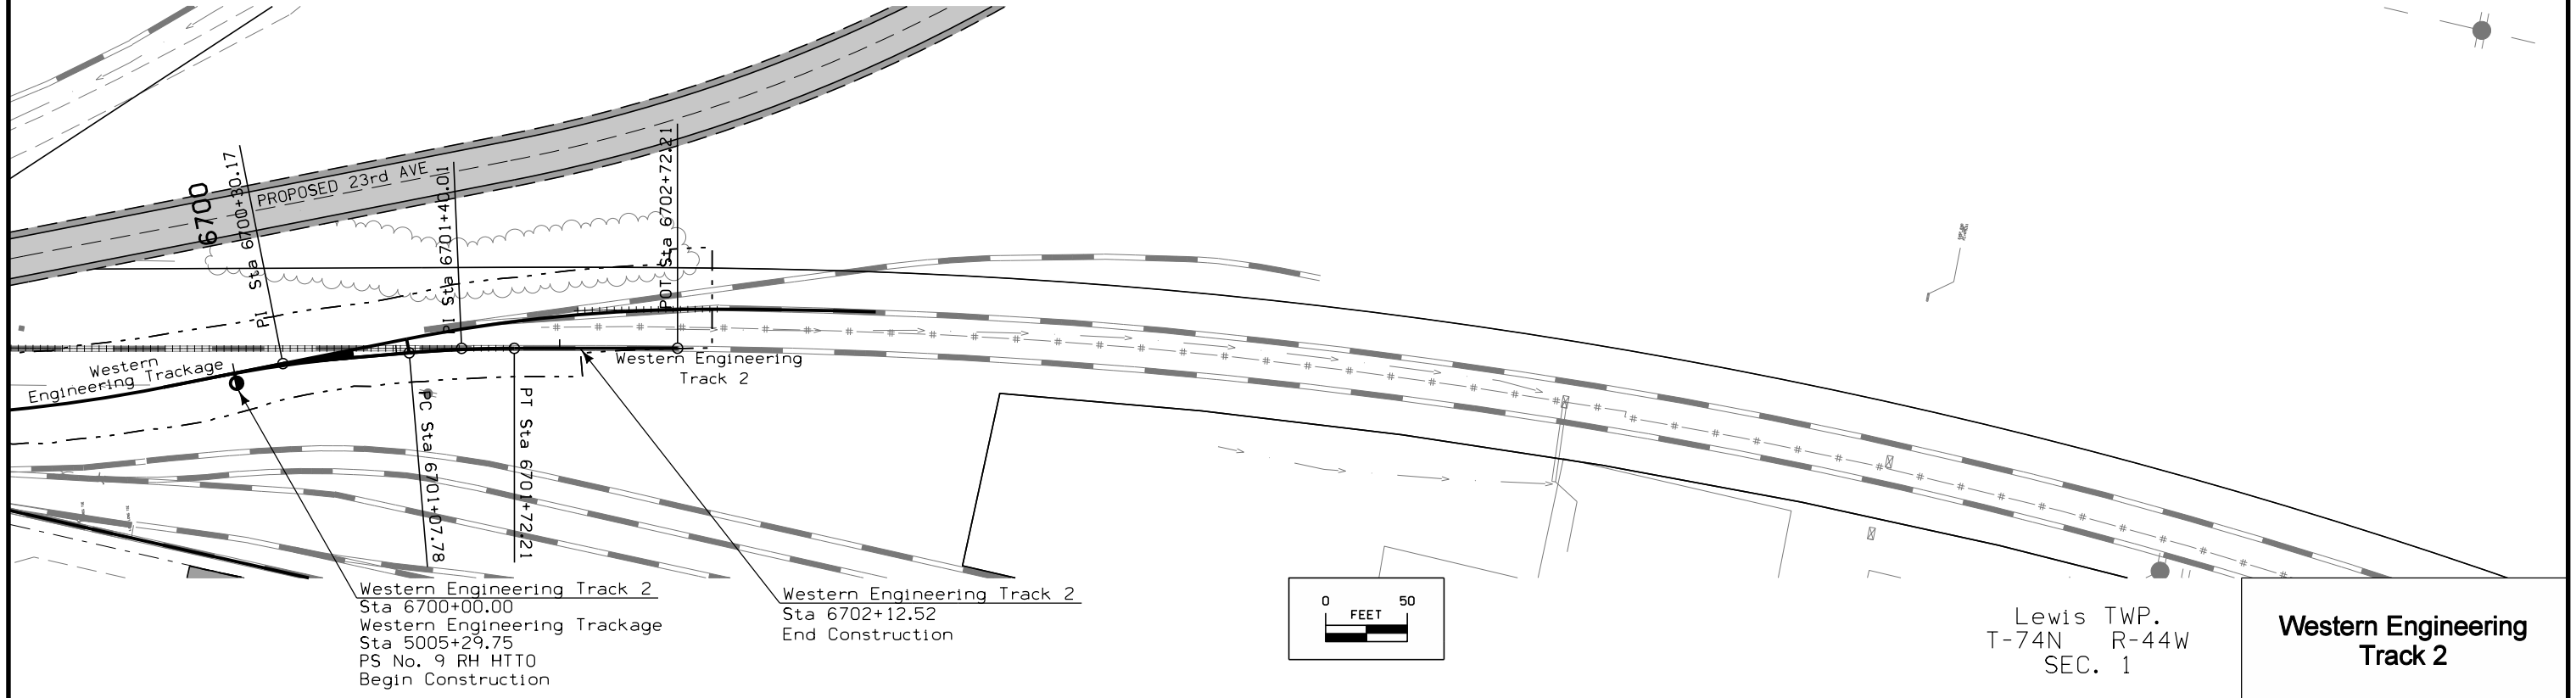 6700
PI Sta 6700+30.17
PROPOSED 23rd AVE
PI Sta 6701+40.01
POT Sta 6702+72.21
Western
Engineering Trackage
Western Engineering
Track 2
PC Sta 6701+07.78
PT Sta 6701+72.21
Western Engineering Track 2
Sta 6700+00.00
Western Engineering Trackage
Sta 5005+29.75
PS No. 9 RH HTTO
Begin Construction
Western Engineering Track 2
Sta 6702+12.52
End Construction
0 50
FEET
Lewis TWP.
T-74N R-44W
SEC. 1
Western Engineering
Track 2